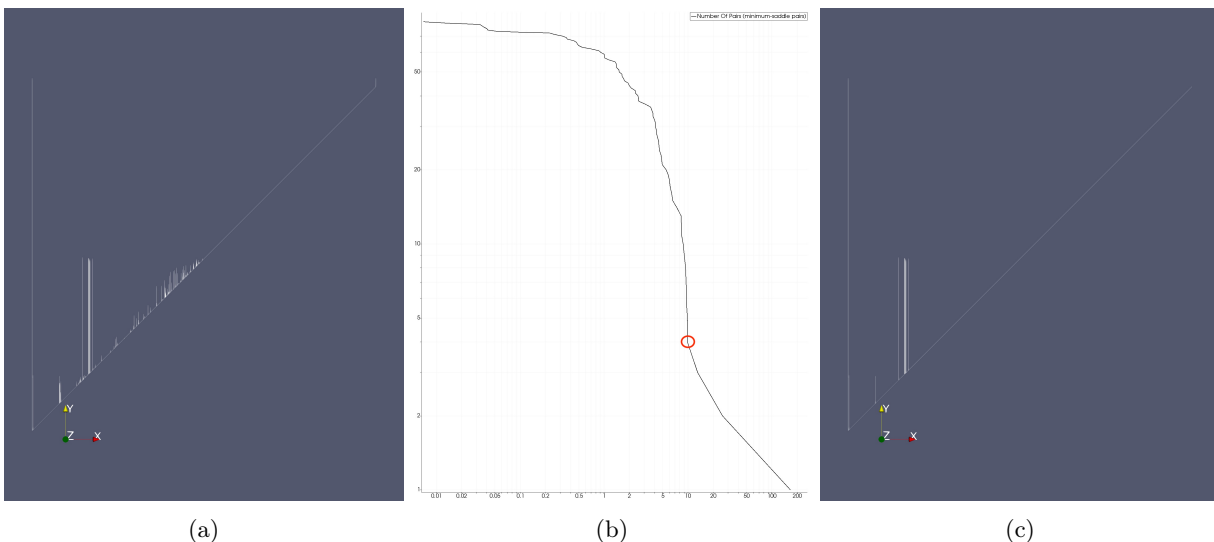 Number Of Pairs (minimum-saddle pairs)
50
20
10
5
2
1
0.01 0.02 0.05 0.1 0.2 0.5 1 2 5 10 20 50 100 200
Y
Z X
Y
Z X
(a) (b) (c)